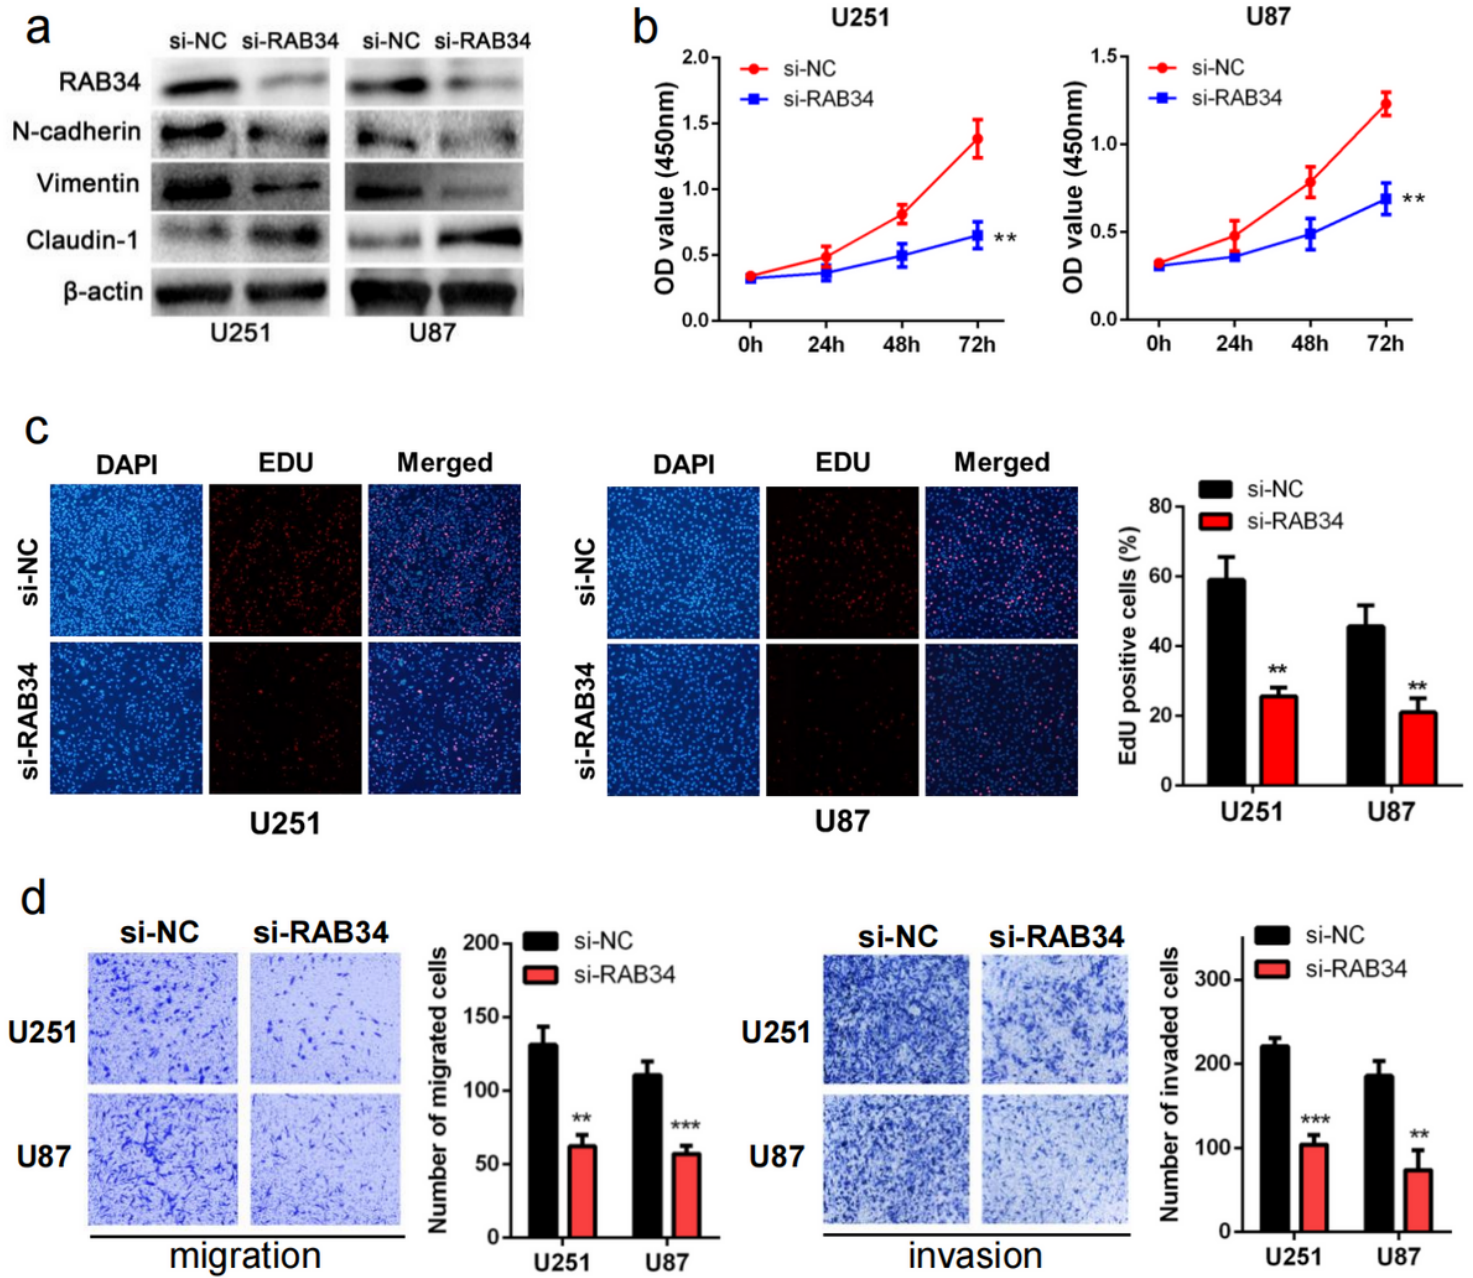 a
si-NC si-RAB34 si-NC si-RAB34
RAB34
N-cadherin
Vimentin
Claudin-1
β-actin
U251 U87
b
U251
OD value (450nm)
2.0
1.5
1.0
0.5
0.0
si-NC
si-RAB34
**
0h 24h 48h 72h
U87
OD value (450nm)
1.5
1.0
0.5
0.0
si-NC
si-RAB34
**
0h 24h 48h 72h
c
DAPI EDU Merged
si-NC
si-RAB34
U251
DAPI EDU Merged
si-NC
si-RAB34
U87
EdU positive cells (%)
80
60
40
20
0
si-NC
si-RAB34
**
**
U251 U87
d
si-NC si-RAB34
U251
U87
migration
Number of migrated cells
200
150
100
50
0
si-NC
si-RAB34
**
***
U251 U87
si-NC si-RAB34
U251
U87
invasion
Number of invaded cells
300
200
100
0
si-NC
si-RAB34
***
**
U251 U87